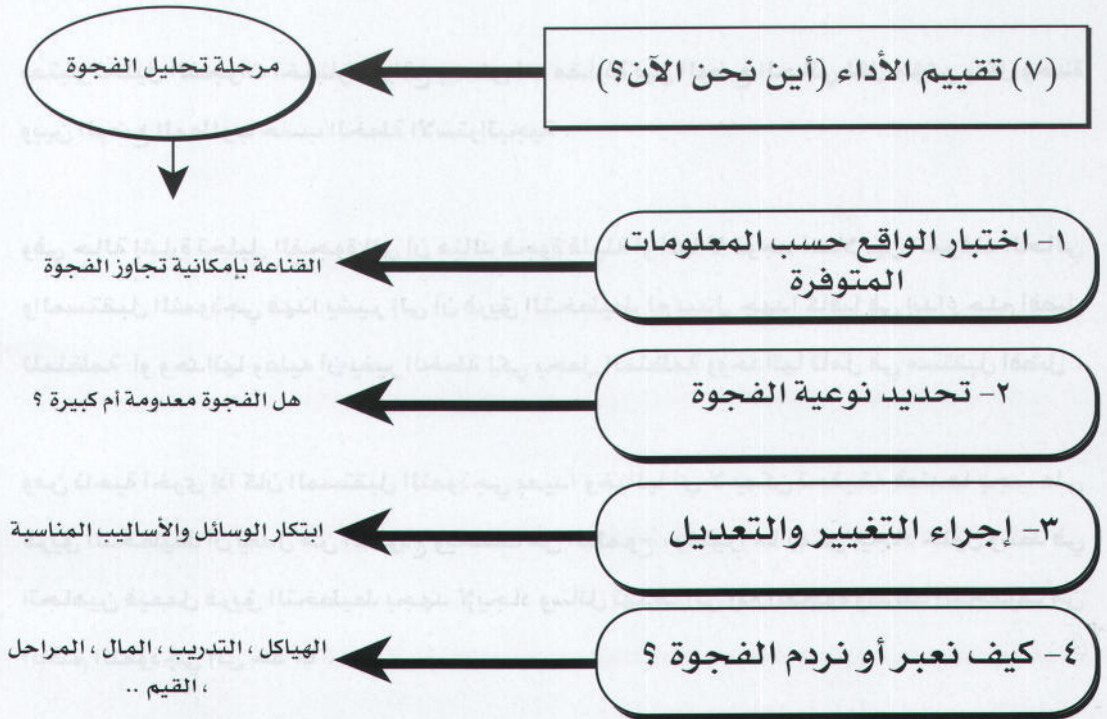 (٥) تقييم الأداء (أين نحن الآن؟)
مرحلة تحليل الفجوة
١- اختبار الواقع حسب المعلومات
المتوفرة
القناعة بإمكانية تجاوز الفجوة
٢- تحديد نوعية الفجوة
هل الفجوة معدومة أم كبيرة ؟
٣- إجراء التغيير والتعديل
ابتكار الوسائل والأساليب المناسبة
٤- كيف نعبر أو نردم الفجوة ؟
الهياكل ، التدريب ، المال ، المراحل
، القيم ..